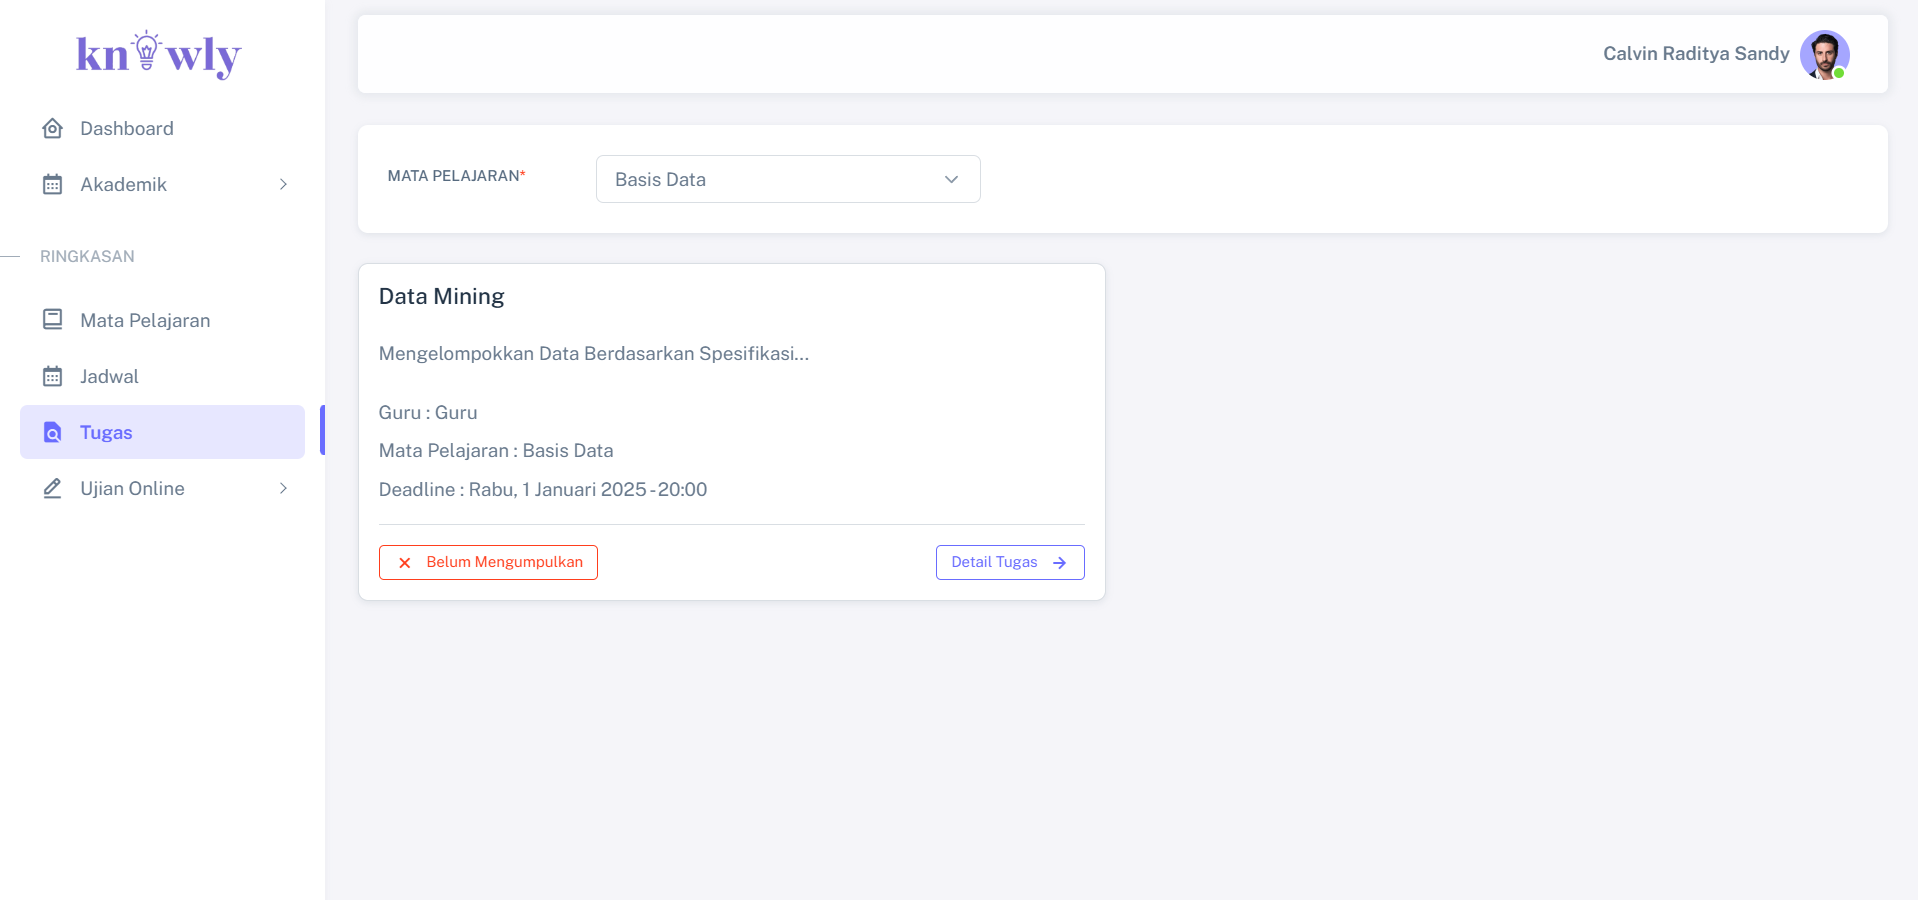 knowly
Dashboard
Akademik
RINGKASAN
Mata Pelajaran
Jadwal
Tugas
Ujian Online
Calvin Raditya Sandy
MATA PELAJARAN*
Basis Data
Data Mining
Mengelompokkan Data Berdasarkan Spesifikasi...
Guru : Guru
Mata Pelajaran : Basis Data
Deadline : Rabu, 1 Januari 2025 - 20:00
Belum Mengumpulkan
Detail Tugas